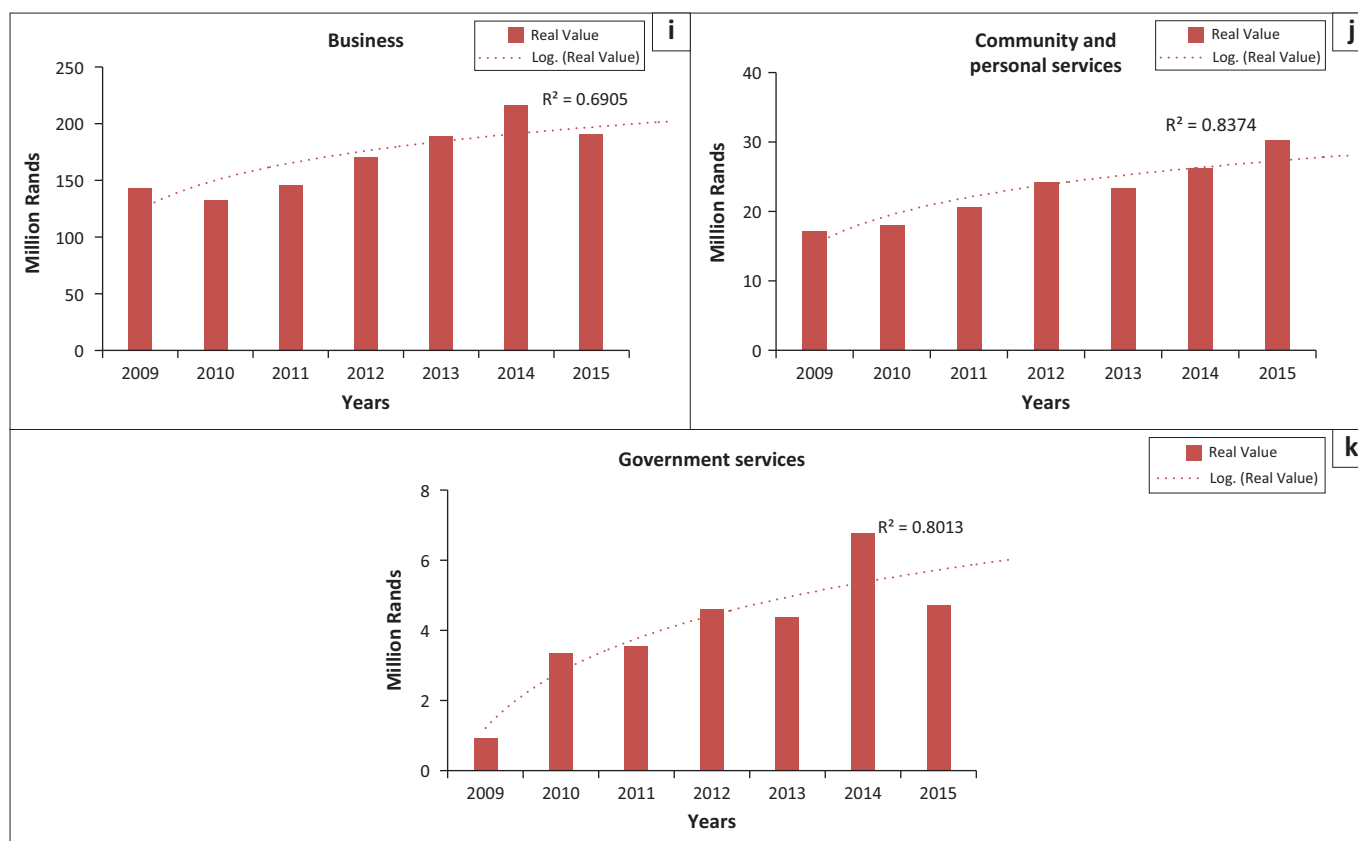 i
Business
Real Value
Log. (Real Value)
R² = 0.6905
Million Rands
250
200
150
100
50
0
2009 2010 2011 2012 2013 2014 2015
Years
j
Community and
personal services
Real Value
Log. (Real Value)
R² = 0.8374
Million Rands
40
30
20
10
0
2009 2010 2011 2012 2013 2014 2015
Years
k
Government services
Real Value
Log. (Real Value)
R² = 0.8013
Million Rands
8
6
4
2
0
2009 2010 2011 2012 2013 2014 2015
Years